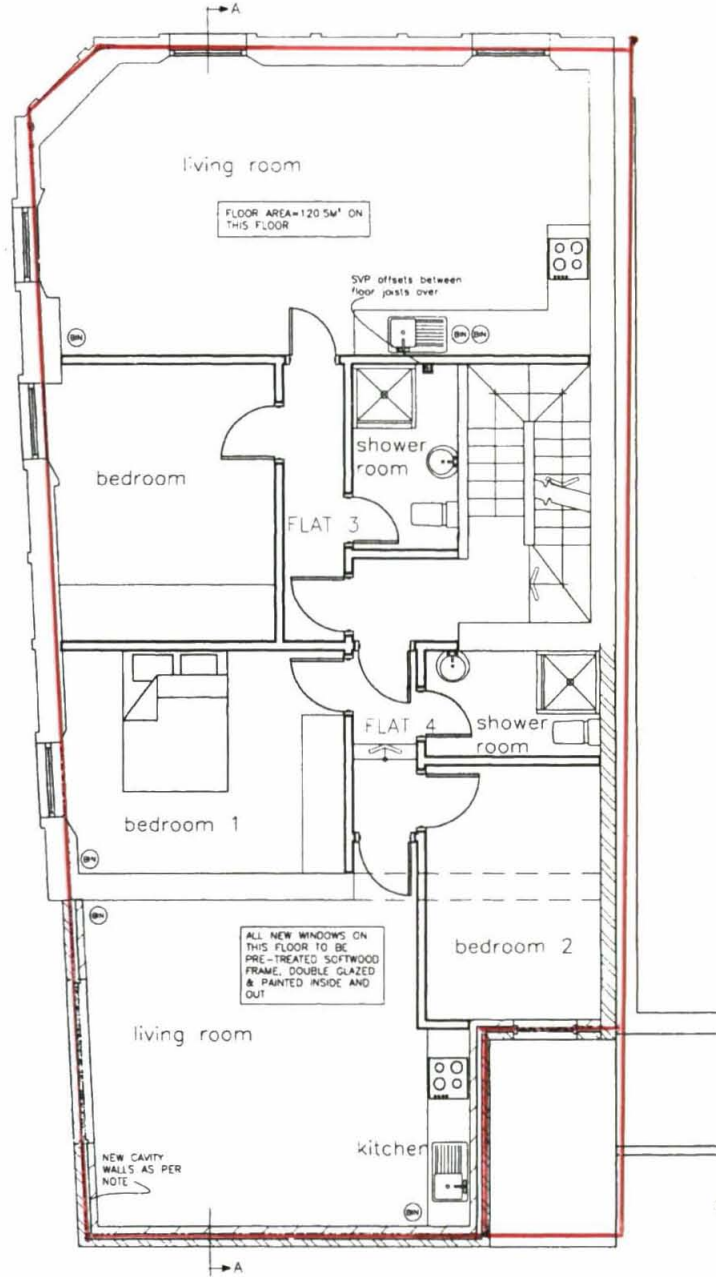 A
living room
FLOOR AREA=120.5M² ON
THIS FLOOR
SVP offsets between
floor joists over
BIN
BIN
BIN
shower
room
bedroom
FLAT 3
FLAT 4
shower
room
bedroom 1
BIN
BIN
ALL NEW WINDOWS ON
THIS FLOOR TO BE
PRE-TREATED SOFTWOOD
FRAME, DOUBLE GLAZED
& PAINTED INSIDE AND
OUT
bedroom 2
living room
kitchen
NEW CAVITY
WALLS AS PER
NOTE
BIN
A